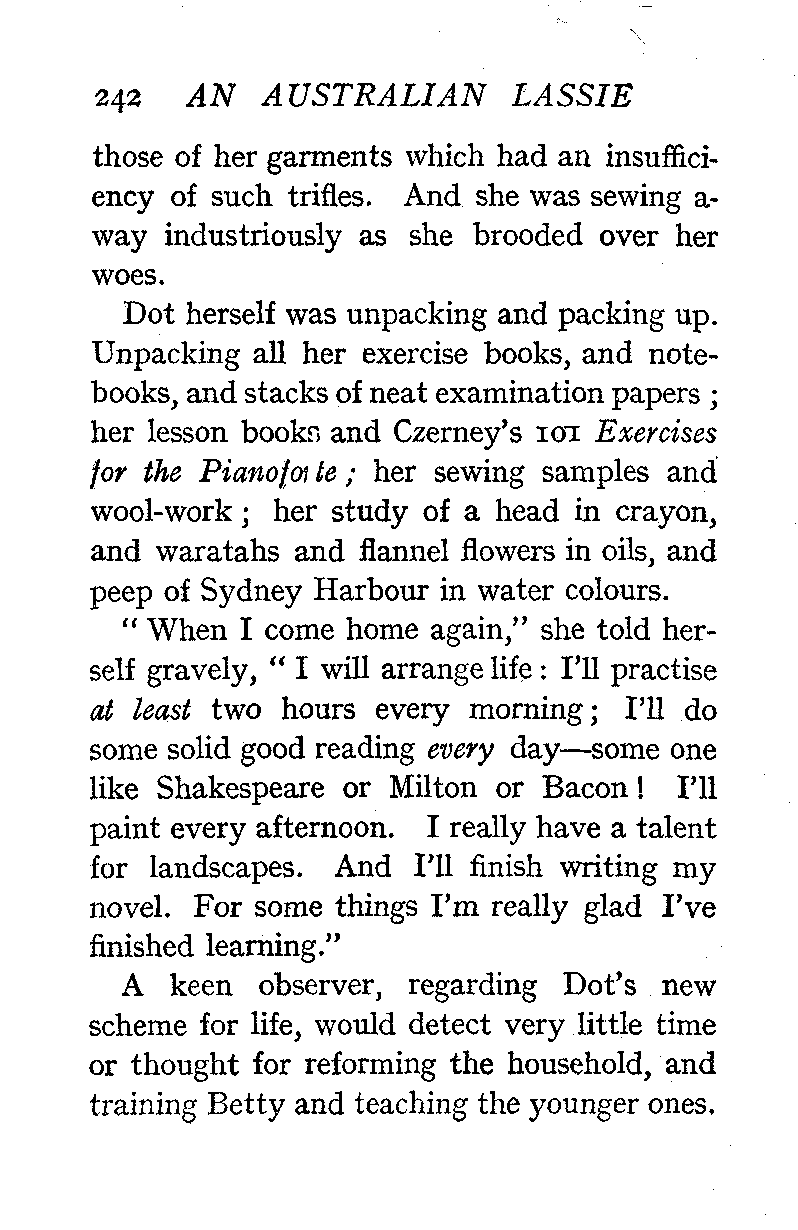 242 AN AUSTRALIAN LASSIE
those of her garments which had an insuffici-
ency of such trifles. And she was sewing a-
way industriously as she brooded over her
woes.
Dot herself was unpacking and packing up.
Unpacking all her exercise books, and note-
books, and stacks of neat examination papers ;
her lesson books and Czerney's 101 Exercises
for the Pianoforte ; her sewing samples and
wool-work ; her study of a head in crayon,
and waratahs and flannel flowers in oils, and
peep of Sydney Harbour in water colours.
“ When I come home again,” she told her-
self gravely, “ I will arrange life : I'll practise
at least two hours every morning ; I'll do
some solid good reading every day—some one
like Shakespeare or Milton or Bacon ! I'll
paint every afternoon. I really have a talent
for landscapes. And I'll finish writing my
novel. For some things I'm really glad I've
finished learning.”
A keen observer, regarding Dot's new
scheme for life, would detect very little time
or thought for reforming the household, and
training Betty and teaching the younger ones.